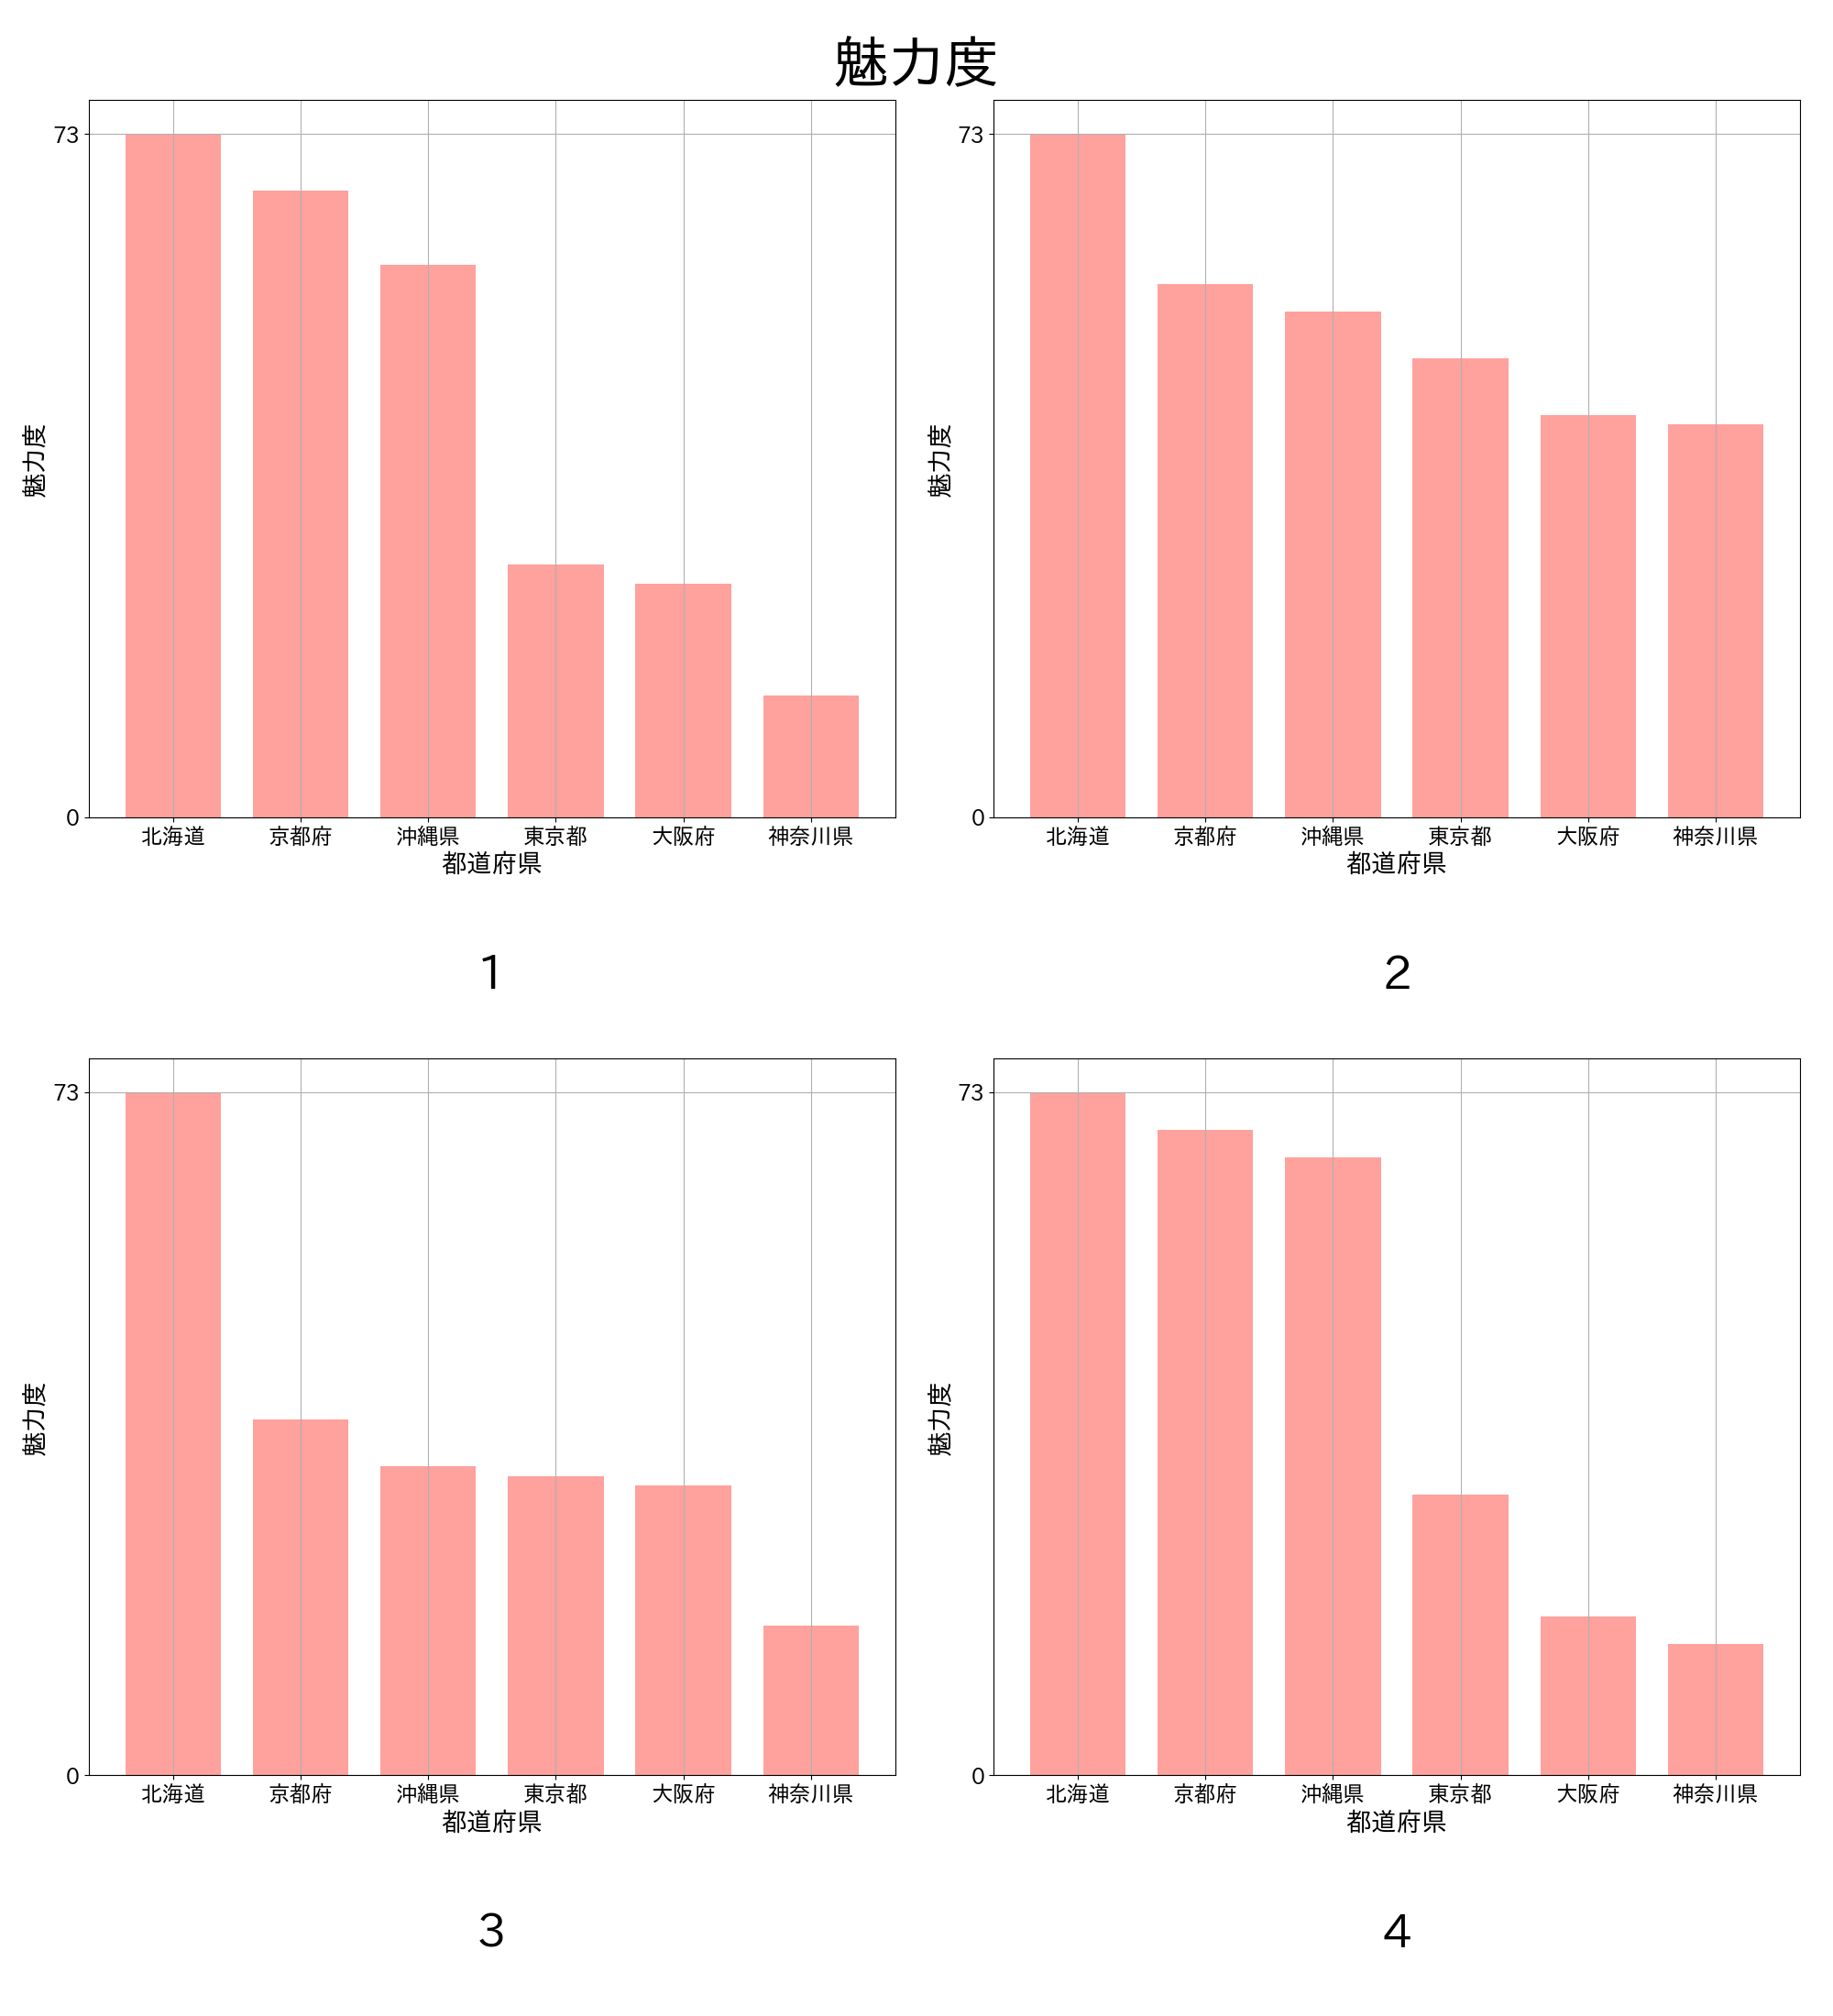 魅力度
73
0
魅力度
北海道 京都府 沖縄県 東京都 大阪府 神奈川県
都道府県
1
73
0
魅力度
北海道 京都府 沖縄県 東京都 大阪府 神奈川県
都道府県
2
73
0
魅力度
北海道 京都府 沖縄県 東京都 大阪府 神奈川県
都道府県
3
73
0
魅力度
北海道 京都府 沖縄県 東京都 大阪府 神奈川県
都道府県
4